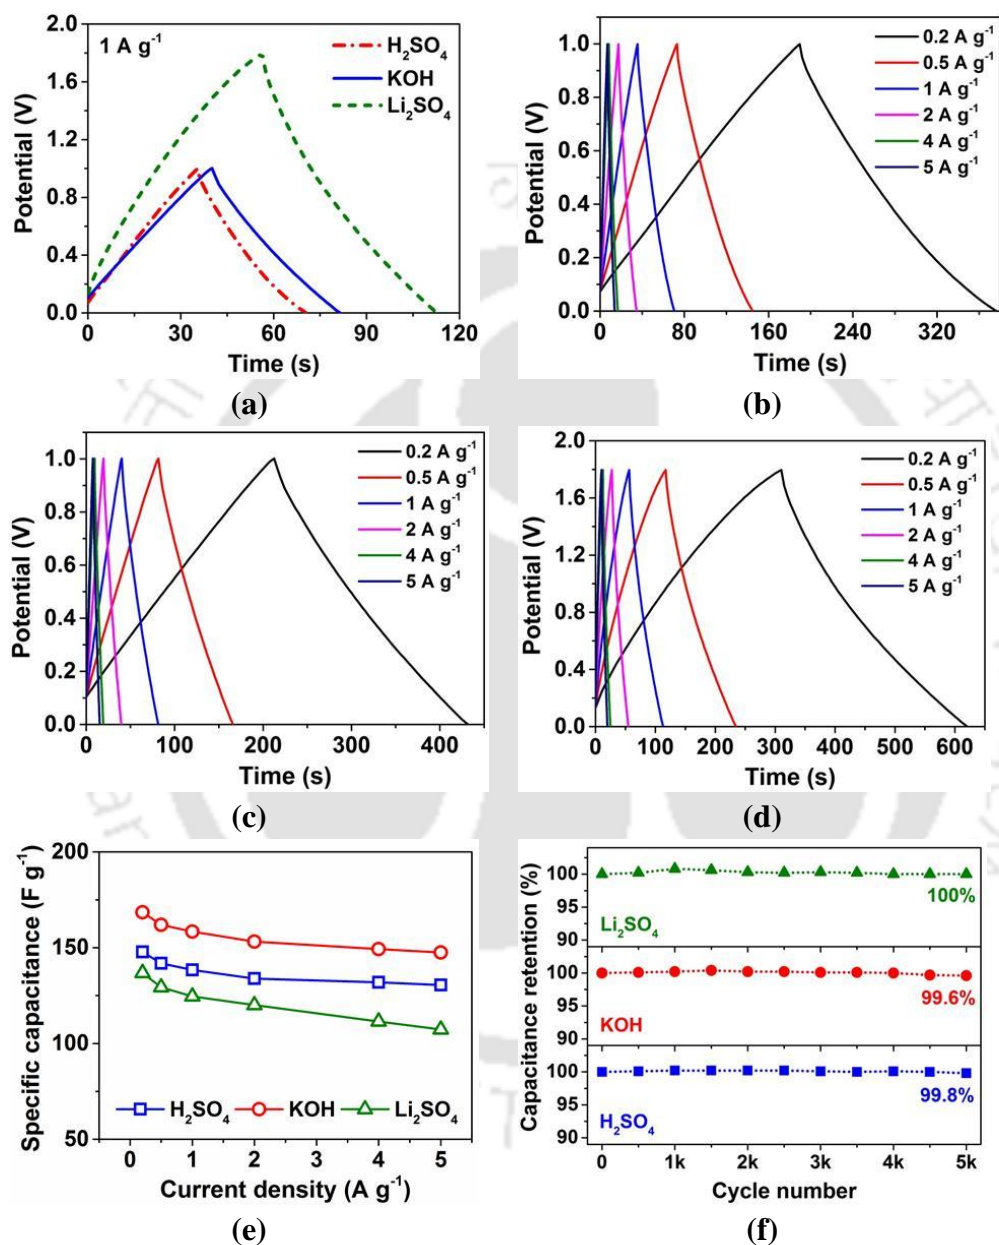 1 A g⁻¹
H₂SO₄
KOH
Li₂SO₄
2.0
1.6
1.2
0.8
0.4
0.0
Potential (V)
0 30 60 90 120
Time (s)
(a)
0.2 A g⁻¹
0.5 A g⁻¹
1 A g⁻¹
2 A g⁻¹
4 A g⁻¹
5 A g⁻¹
1.0
0.8
0.6
0.4
0.2
0.0
Potential (V)
0 80 160 240 320
Time (s)
(b)
0.2 A g⁻¹
0.5 A g⁻¹
1 A g⁻¹
2 A g⁻¹
4 A g⁻¹
5 A g⁻¹
1.0
0.8
0.6
0.4
0.2
0.0
Potential (V)
0 100 200 300 400
Time (s)
(c)
0.2 A g⁻¹
0.5 A g⁻¹
1 A g⁻¹
2 A g⁻¹
4 A g⁻¹
5 A g⁻¹
2.0
1.6
1.2
0.8
0.4
0.0
Potential (V)
0 100 200 300 400 500 600
Time (s)
(d)
200
150
100
50
Specific capacitance (F g⁻¹)
H₂SO₄ KOH Li₂SO₄
0 1 2 3 4 5
Current density (A g⁻¹)
(e)
100
95
90
100%
Li₂SO₄
100
95
90
99.6%
KOH
100
95
90
99.8%
H₂SO₄
Capacitance retention (%)
0 1k 2k 3k 4k 5k
Cycle number
(f)